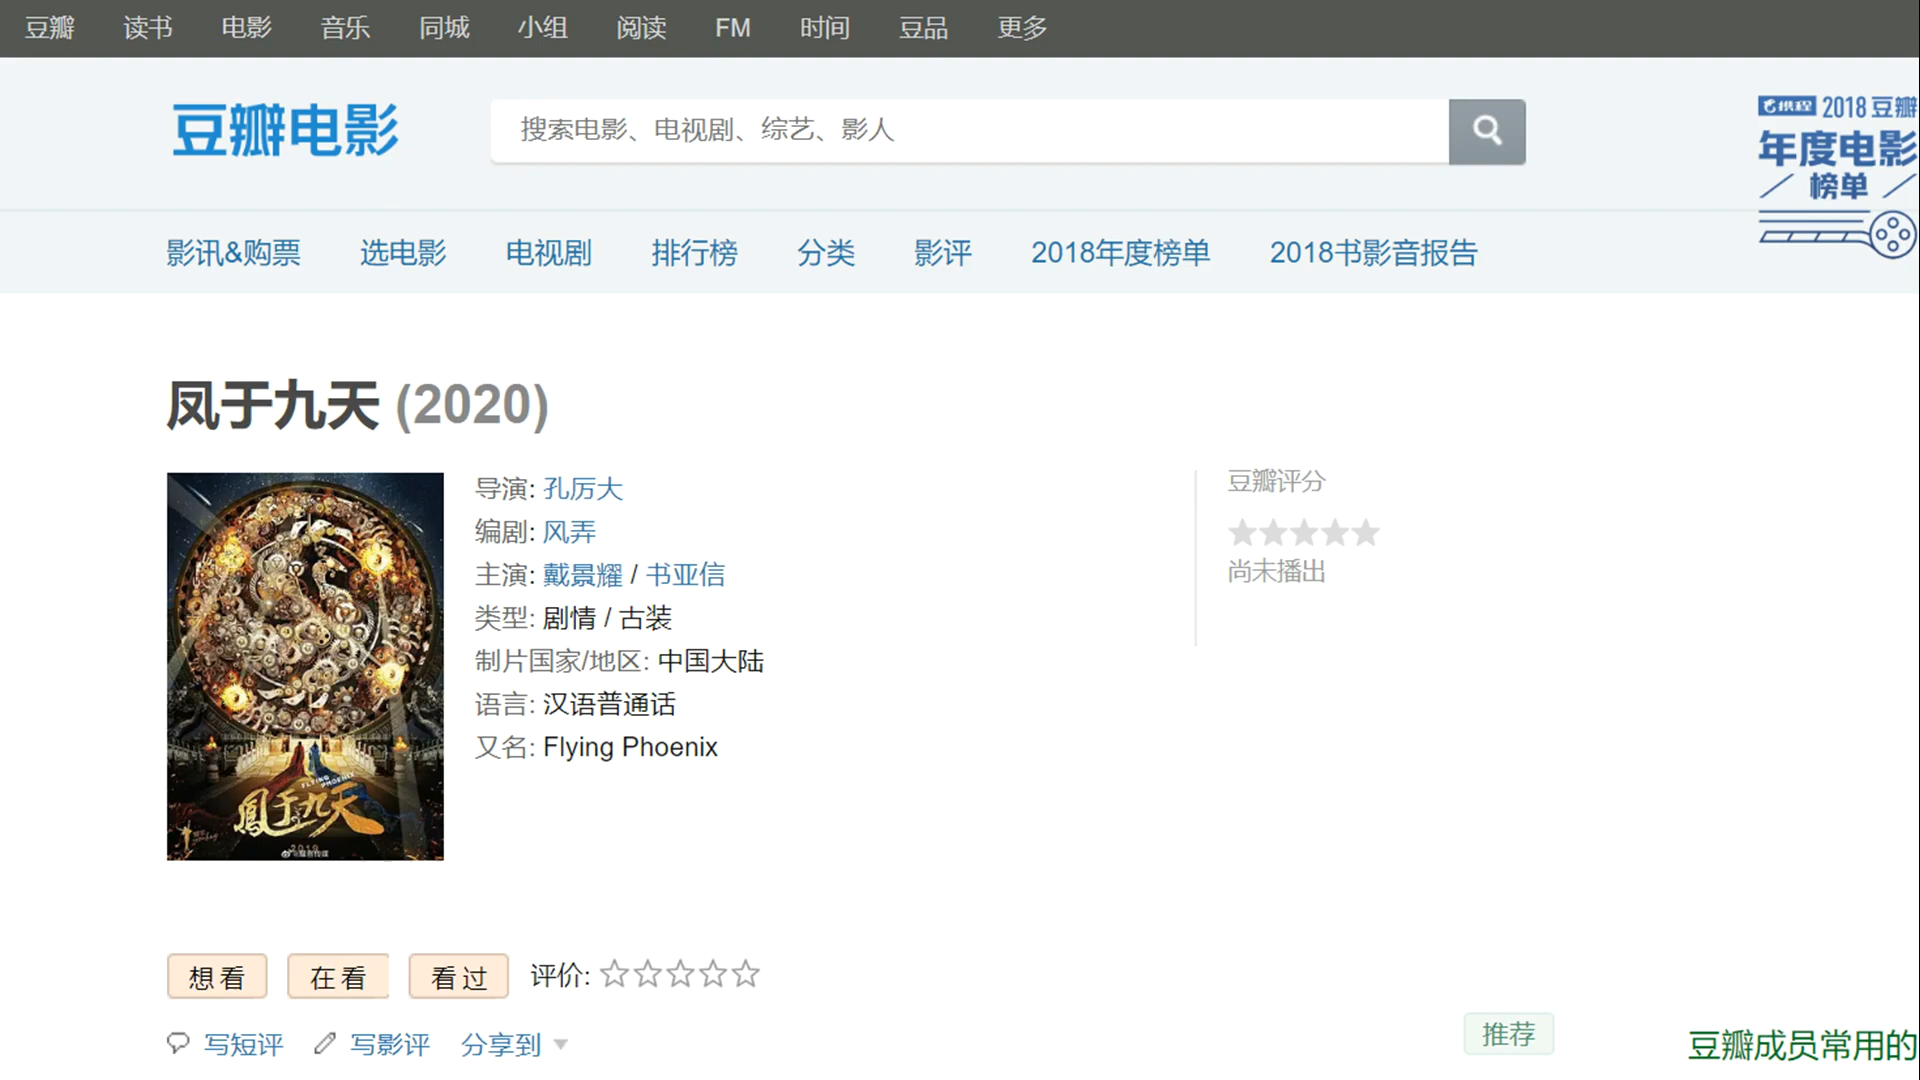 豆瓣 读书 电影 音乐 同城 小组 阅读 FM 时间 豆品 更多
豆瓣电影
搜索电影、电视剧、综艺、影人
携程 2018 豆瓣
年度电影
榜单
影讯&购票 选电影 电视剧 排行榜 分类 影评 2018年度榜单 2018书影音报告
凤于九天 (2020)
导演: 孔厉大
编剧: 风弄
主演: 戴景耀 / 书亚信
类型: 剧情 / 古装
制片国家/地区: 中国大陆
语言: 汉语普通话
又名: Flying Phoenix
豆瓣评分
尚未播出
FLYING
PHOENIX
鳳于九天
2019
想看 在看 看过 评价:
写短评 写影评 分享到
推荐
豆瓣成员常用的